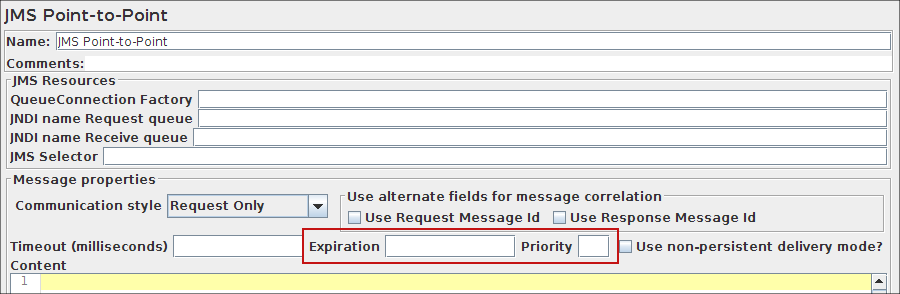 JMS Point-to-Point
Name: JMS Point-to-Point
Comments:
JMS Resources
QueueConnection Factory
JNDI name Request queue
JNDI name Receive queue
JMS Selector
Message properties
Communication style Request Only
Use alternate fields for message correlation
Use Request Message Id Use Response Message Id
Timeout (milliseconds) Expiration Priority Use non-persistent delivery mode?
Content
1